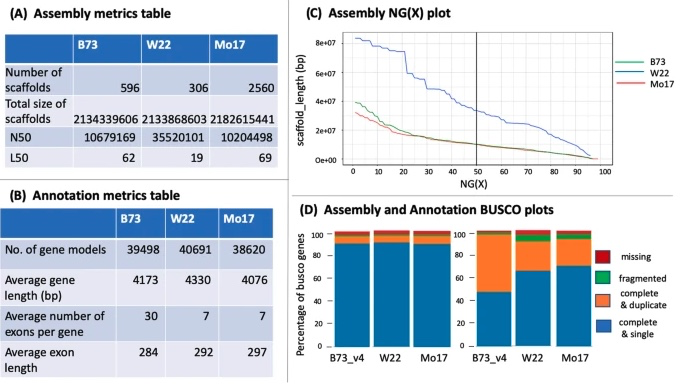 (A) Assembly metrics table
B73 W22 Mo17
Number of
scaffolds 596 306 2560
Total size of
scaffolds 2134339606 2133868603 2182615441
N50 10679169 35520101 10204498
L50 62 19 69
(B) Annotation metrics table
B73 W22 Mo17
No. of gene models 39498 40691 38620
Average gene
length (bp) 4173 4330 4076
Average number of
exons per gene 30 7 7
Average exon
length 284 292 297
(C) Assembly NG(X) plot
scaffold_length (bp)
8e+07
6e+07
4e+07
2e+07
0e+00
0 10 20 30 40 50 60 70 80 90 100
NG(X)
B73
W22
Mo17
(D) Assembly and Annotation BUSCO plots
Percentage of busco genes
100
80
60
40
20
0
B73_v4 W22 Mo17
100
80
60
40
20
0
B73_v4 W22 Mo17
missing
fragmented
complete
& duplicate
complete
& single